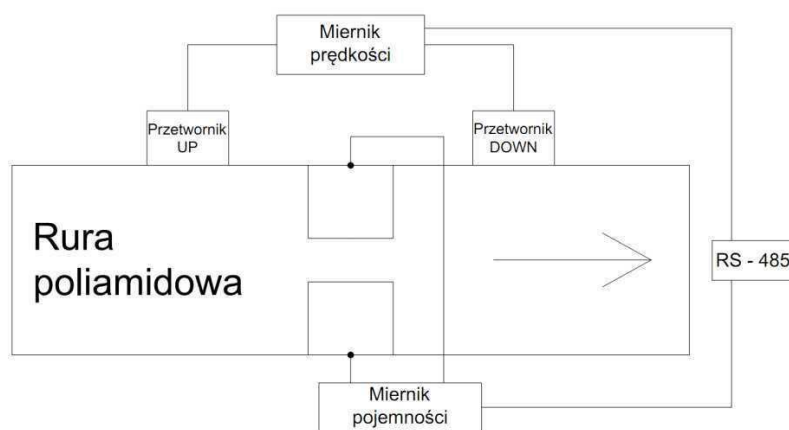 Miernik
prędkości
Przetwornik
UP
Przetwornik
DOWN
Rura
poliamidowa
RS - 485
Miernik
pojemności